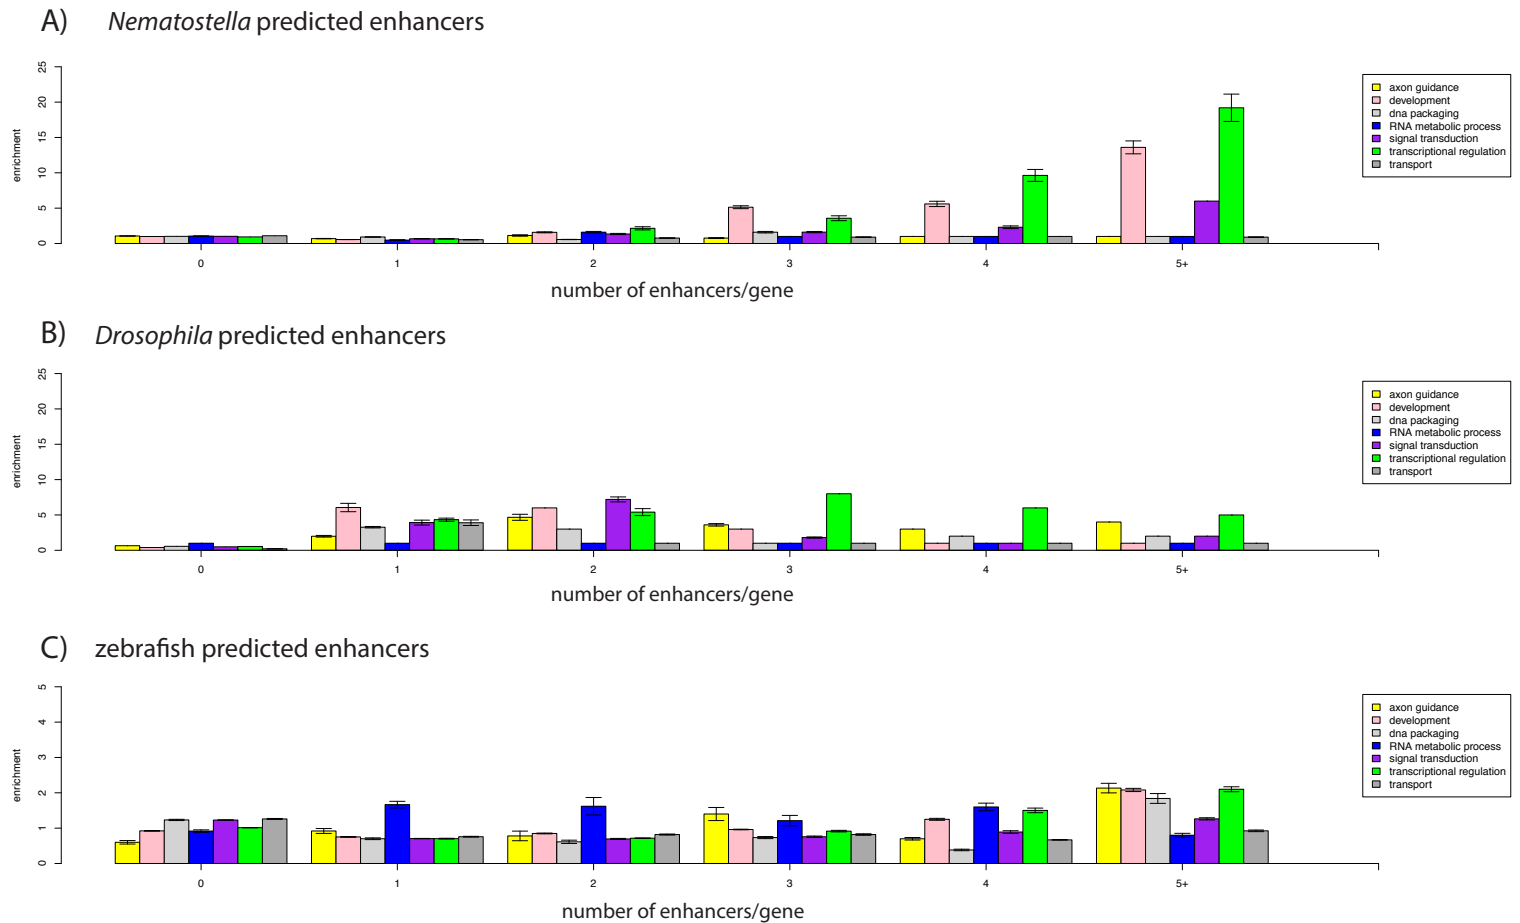 A) Nematostella predicted enhancers
25
20
15
10
5
0
enrichment
0 1 2 3 4 5+
number of enhancers/gene
axon guidance
development
dna packaging
RNA metabolic process
signal transduction
transcriptional regulation
transport
B) Drosophila predicted enhancers
25
20
15
10
5
0
enrichment
0 1 2 3 4 5+
number of enhancers/gene
axon guidance
development
dna packaging
RNA metabolic process
signal transduction
transcriptional regulation
transport
C) zebrafish predicted enhancers
5
4
3
2
1
0
enrichment
0 1 2 3 4 5+
number of enhancers/gene
axon guidance
development
dna packaging
RNA metabolic process
signal transduction
transcriptional regulation
transport